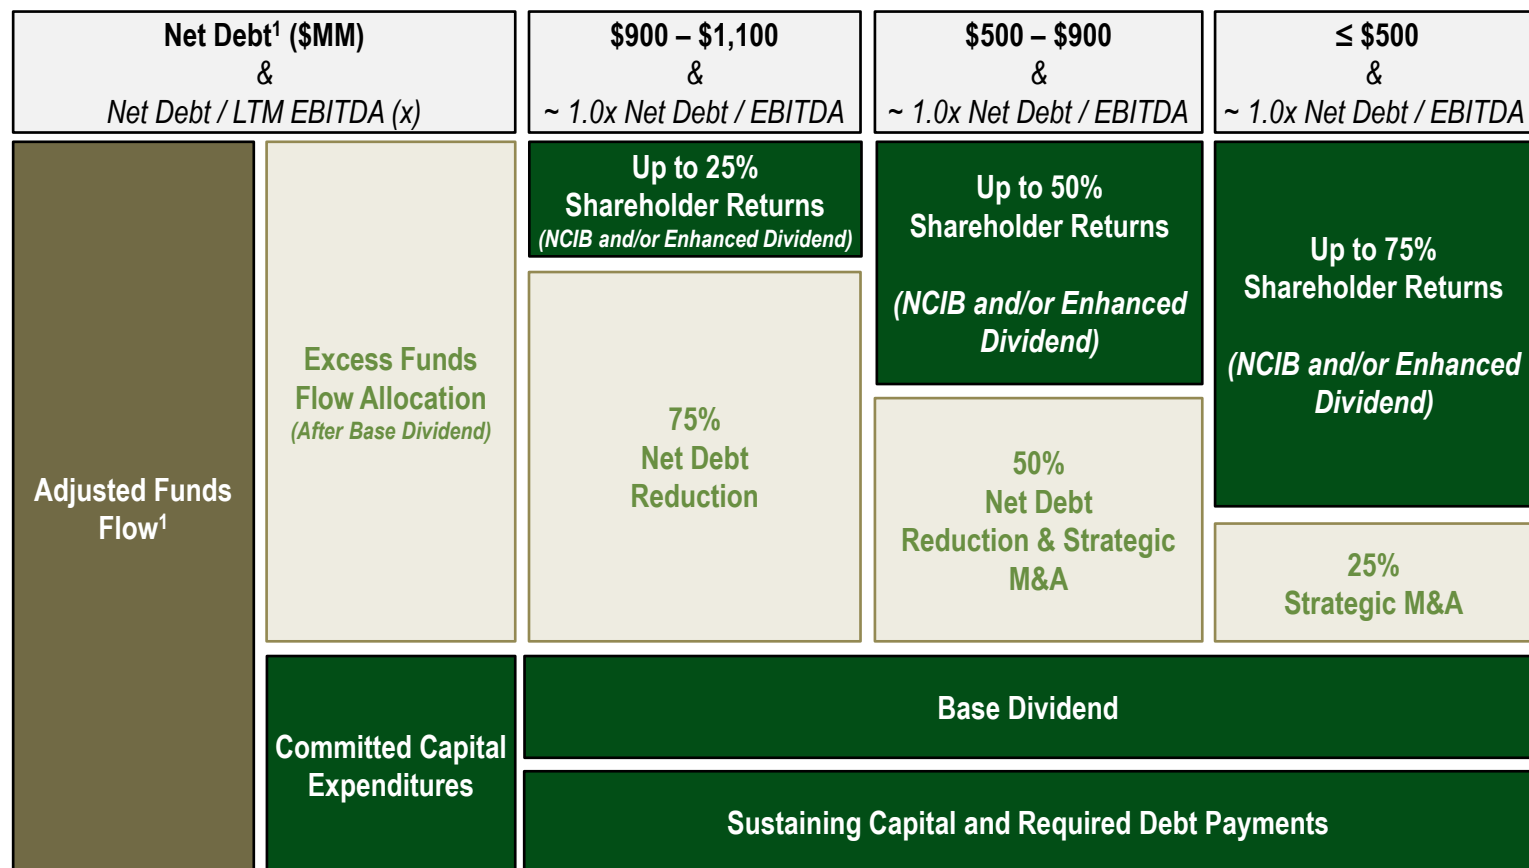 Net Debt¹ ($MM)
&
Net Debt / LTM EBITDA (x)
$900 – $1,100
&
~ 1.0x Net Debt / EBITDA
$500 – $900
&
~ 1.0x Net Debt / EBITDA
≤ $500
&
~ 1.0x Net Debt / EBITDA
Adjusted Funds
Flow¹
Excess Funds
Flow Allocation
(After Base Dividend)
Up to 25%
Shareholder Returns
(NCIB and/or Enhanced Dividend)
75%
Net Debt
Reduction
Up to 50%
Shareholder Returns
(NCIB and/or Enhanced
Dividend)
50%
Net Debt
Reduction & Strategic
M&A
Up to 75%
Shareholder Returns
(NCIB and/or Enhanced
Dividend)
25%
Strategic M&A
Committed Capital
Expenditures
Base Dividend
Sustaining Capital and Required Debt Payments